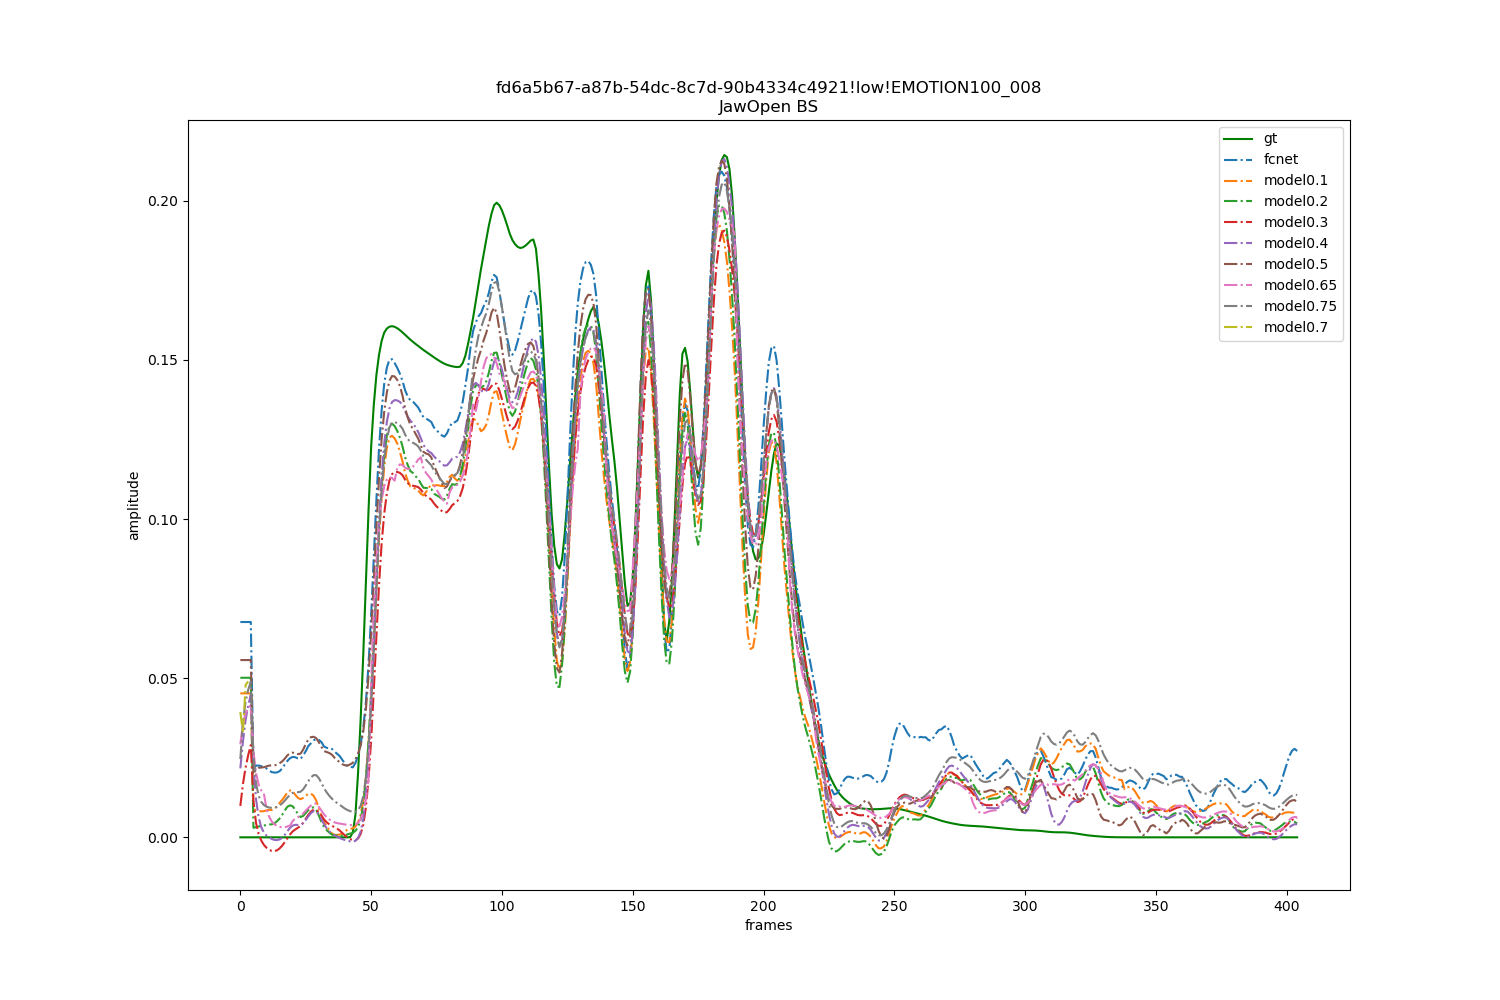 fd6a5b67-a87b-54dc-8c7d-90b4334c4921!low!EMOTION100_008
JawOpen BS
gt
fcnet
model0.1
model0.2
model0.3
model0.4
model0.5
model0.65
model0.75
model0.7
0.20
0.15
0.10
0.05
0.00
amplitude
0 50 100 150 200 250 300 350 400
frames